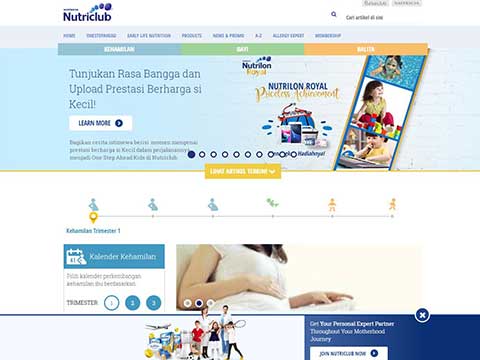 Nutriclub
Cari artikel di sini
HOME
EARLY LIFE NUTRITION
PRODUCTS
NEWS & PROMO
A-Z
ALLERGY EXPERT
MEMBERSHIP
KEHAMILAN
BAYI
BALITA
Tunjukan Rasa Bangga dan
Upload Prestasi Berharga si
Kecil!
LEARN MORE
Bagikan cerita istimewa berisi momen mencapai
prestasi berharga si Kecil dalam perjalanannya
menjadi One Step Ahead Kids di Nutriclub.
Nutrilon
Royal
NUTRILON ROYAL
Priceless Achievement
Hadiahnya!
LIHAT ARTIKEL TERKINI
Kehamilan Trimester 1
Kalender Kehamilan
Pilih kalender perkembangan
kehamilan ibu berdasarkan
TRIMESTER
1
2
3
Get Your Personal Expert Partner
Throughout Your Motherhood
Journey
JOIN NUTRICLUB NOW